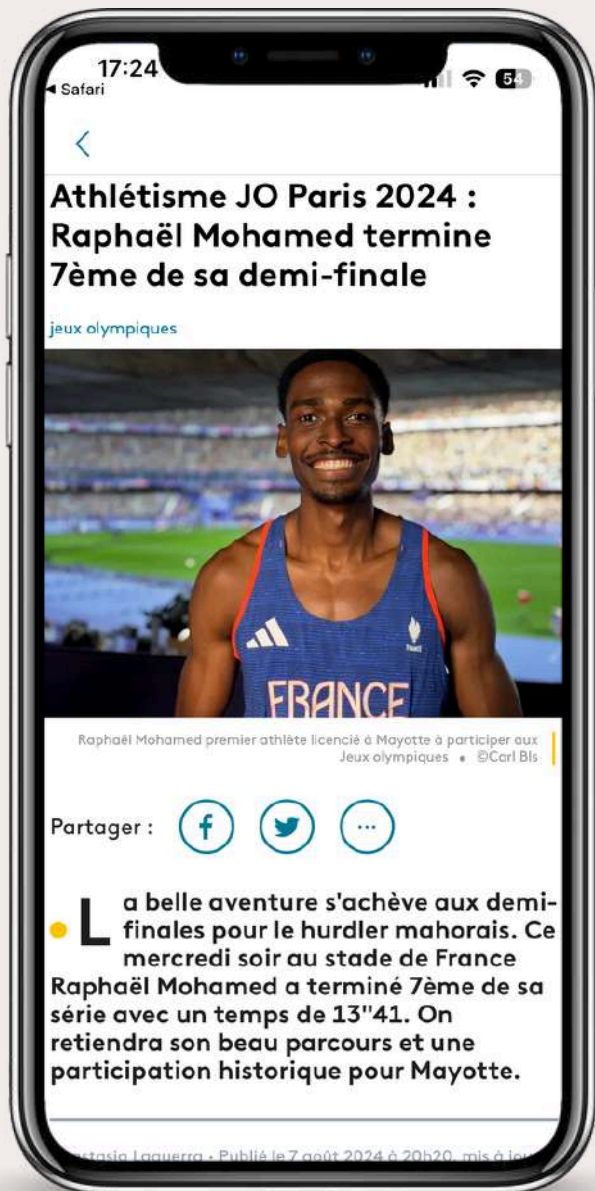 17:24
54
◀ Safari
Athlétisme JO Paris 2024 :
Raphaël Mohamed termine
7ème de sa demi-finale
jeux olympiques
FRANCE
FRANCE
Raphaël Mohamed premier athlète licencié à Mayotte à participer aux
Jeux olympiques • ©Carl Bls
Partager :
La belle aventure s'achève aux demi-
finales pour le hurdler mahorais. Ce
mercredi soir au stade de France
Raphaël Mohamed a terminé 7ème de sa
série avec un temps de 13"41. On
retiendra son beau parcours et une
participation historique pour Mayotte.
Laguerra • Publié le 7 août 2024 à 20h20, mis à